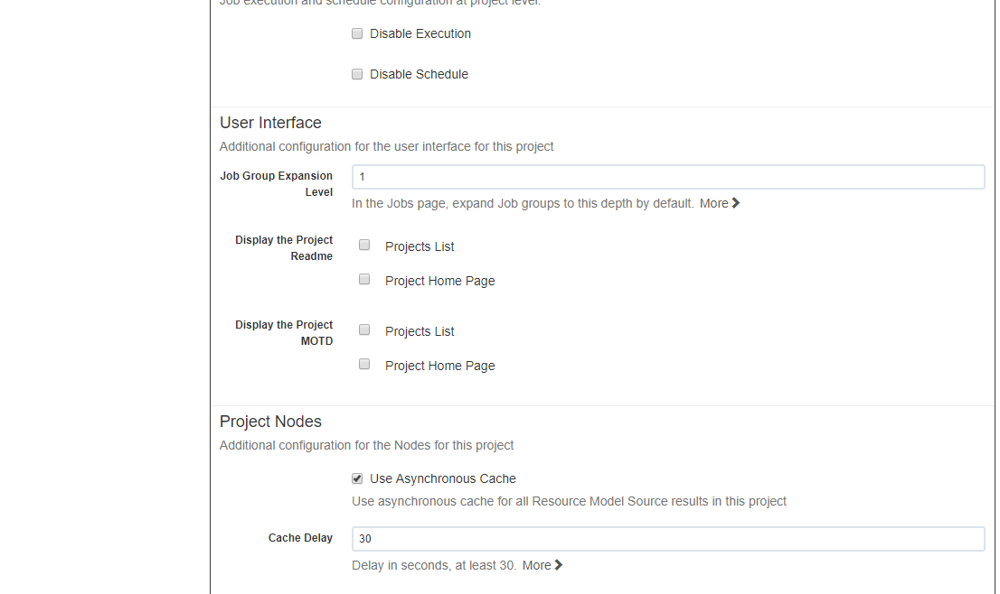 Job execution and schedule configuration at project level.
Disable Execution
Disable Schedule
User Interface
Additional configuration for the user interface for this project
Job Group Expansion
Level
1
In the Jobs page, expand Job groups to this depth by default. More
Display the Project
Readme
Projects List
Project Home Page
Display the Project
MOTD
Projects List
Project Home Page
Project Nodes
Additional configuration for the Nodes for this project
Use Asynchronous Cache
Use asynchronous cache for all Resource Model Source results in this project
Cache Delay
30
Delay in seconds, at least 30. More